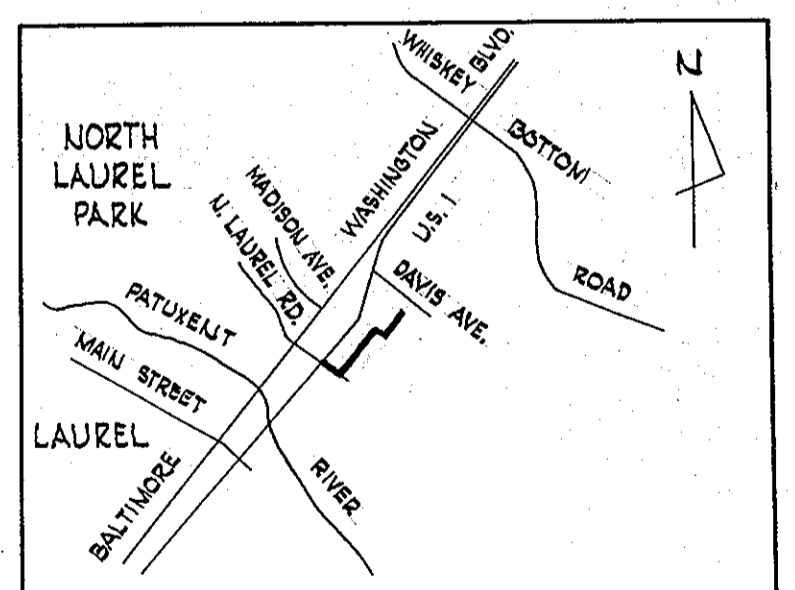 WHISKEY
BOTTOM
ROAD
BALTIMORE
WASHINGTON
BLVD.
U.S. 1
N
NORTH
LAUREL
PARK
MADISON AVE.
N. LAUREL RD.
DAVIS AVE.
PATUXENT
RIVER
MAIN STREET
LAUREL